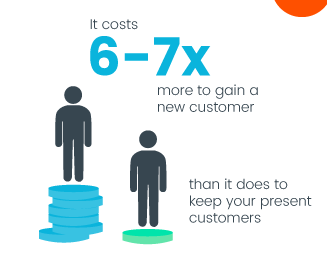 It costs
6-7x
more to gain a
new customer
than it does to
keep your present
customers